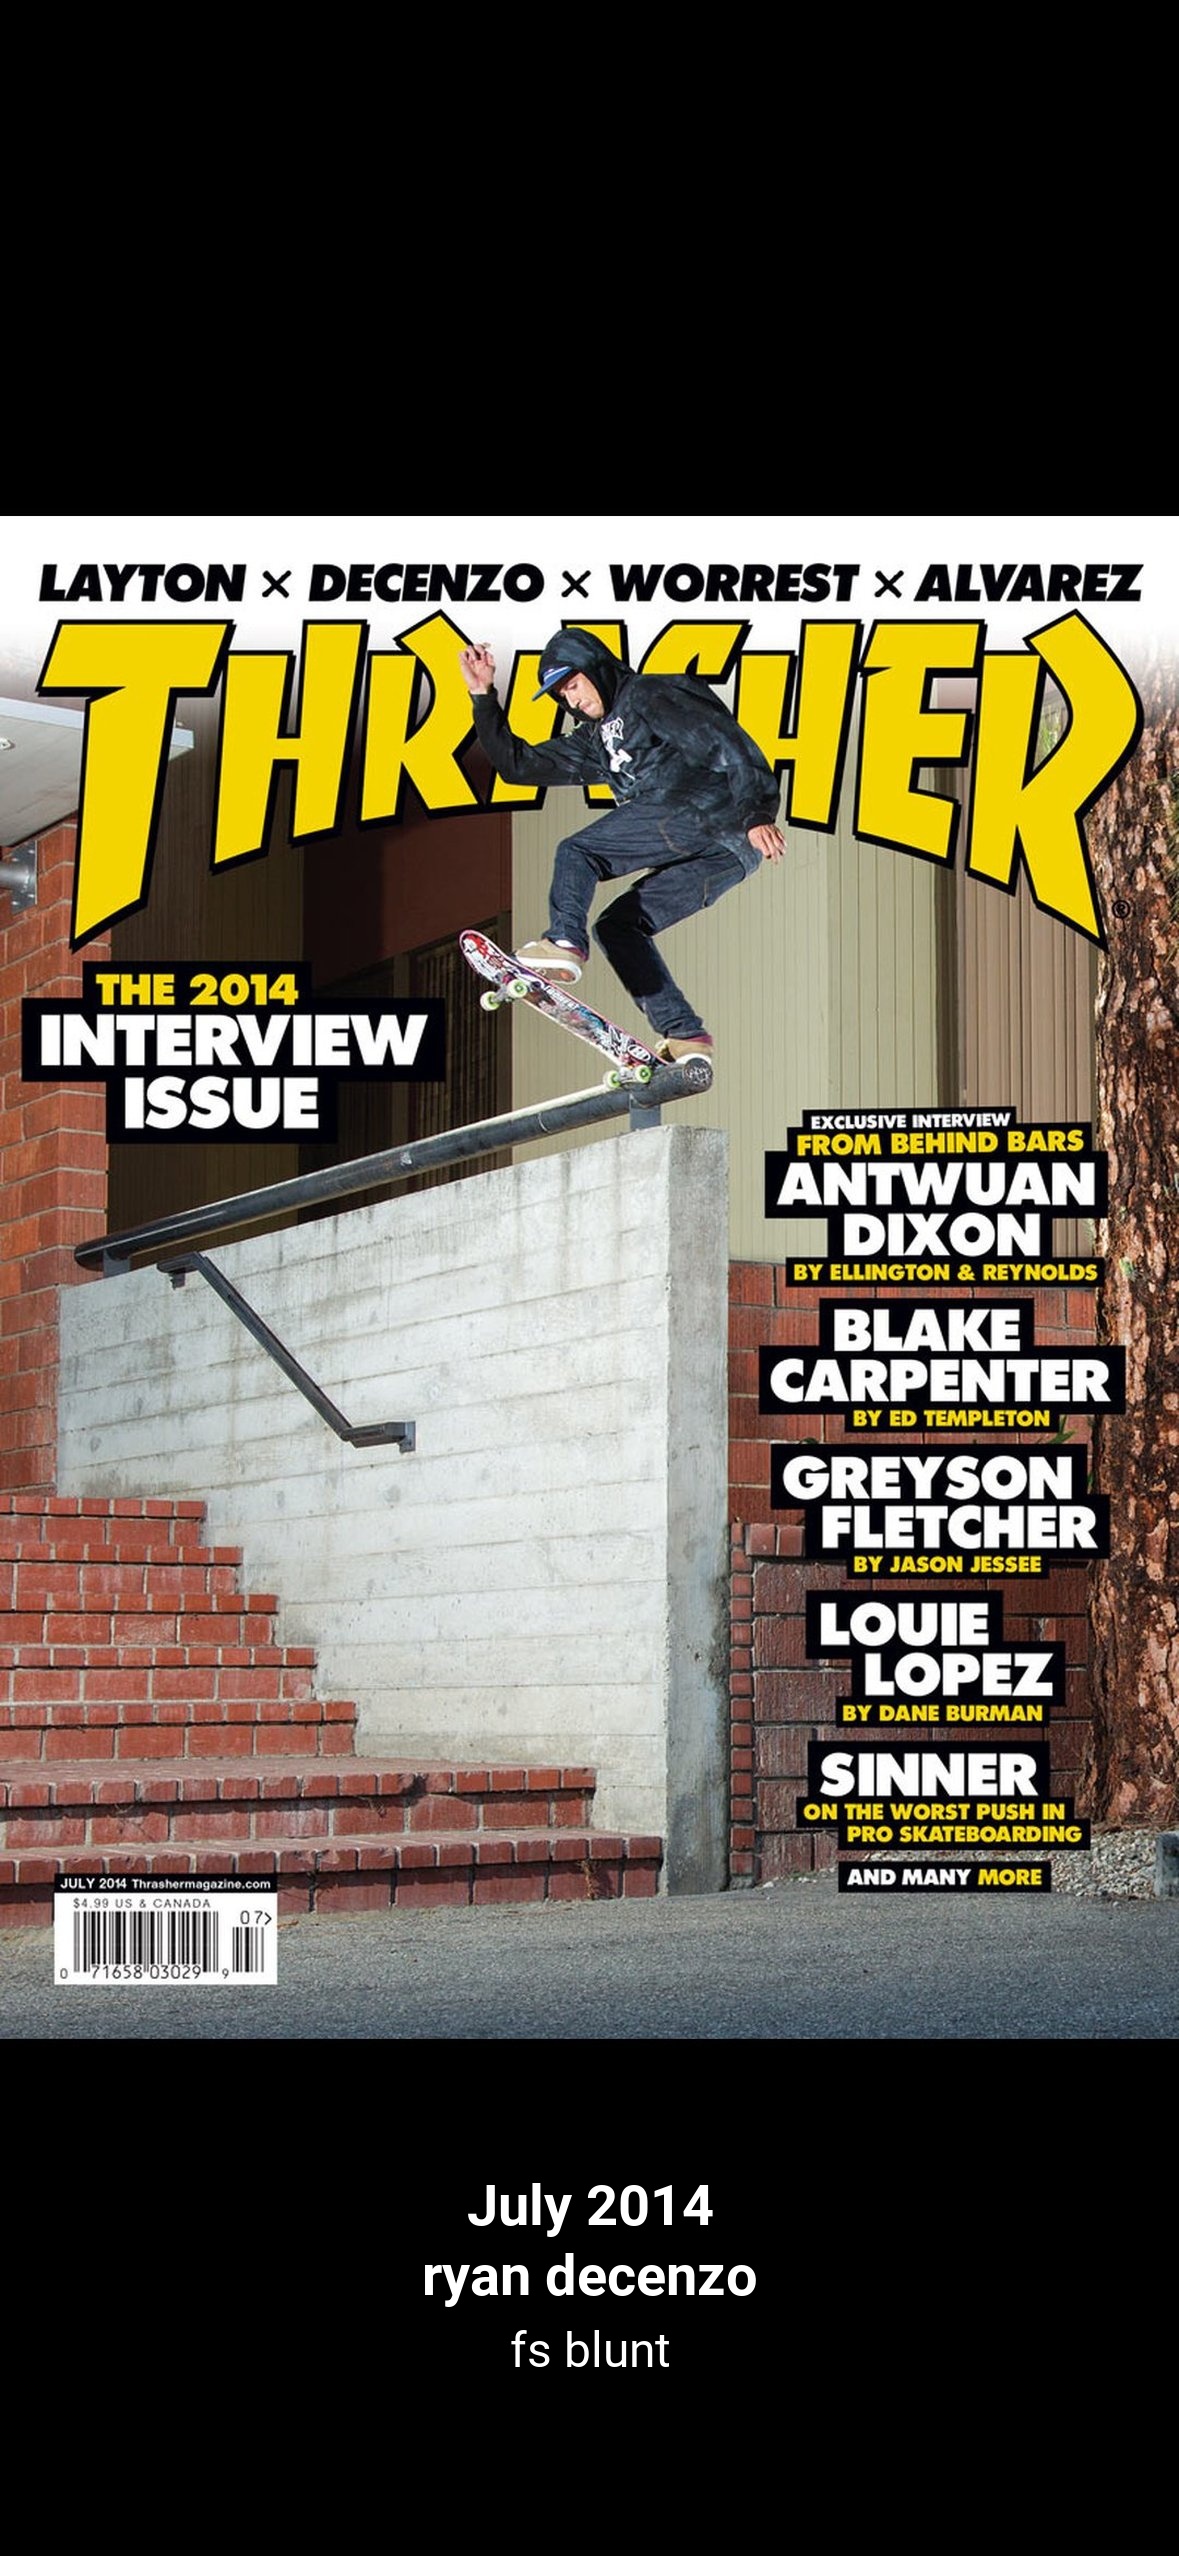 LAYTON × DECENZO × WORREST × ALVAREZ
THRASHER
®
THE 2014
INTERVIEW
ISSUE
EXCLUSIVE INTERVIEW
FROM BEHIND BARS
ANTWUAN
DIXON
BY ELLINGTON & REYNOLDS
BLAKE
CARPENTER
BY ED TEMPLETON
GREYSON
FLETCHER
BY JASON JESSEE
LOUIE
LOPEZ
BY DANE BURMAN
SINNER
ON THE WORST PUSH IN
PRO SKATEBOARDING
AND MANY MORE
JULY 2014 Thrashermagazine.com
$4.99 US & CANADA
07>
0 71658 03029 9
July 2014
ryan decenzo
fs blunt